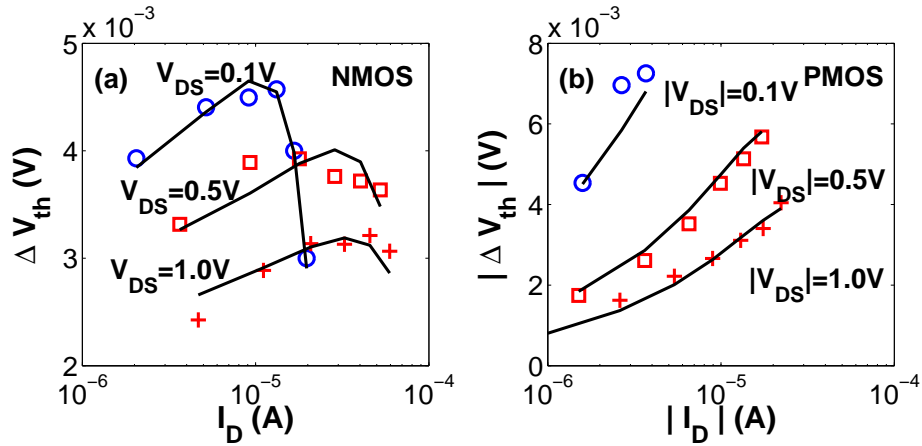 x 10⁻³
5
4
3
2
Δ V_th (V)
(a)
NMOS
V_DS=0.1V
V_DS=0.5V
V_DS=1.0V
10⁻⁶
10⁻⁵
10⁻⁴
I_D (A)
x 10⁻³
8
6
4
2
0
| Δ V_th | (V)
(b)
PMOS
|V_DS|=0.1V
|V_DS|=0.5V
|V_DS|=1.0V
10⁻⁶
10⁻⁵
10⁻⁴
| I_D | (A)